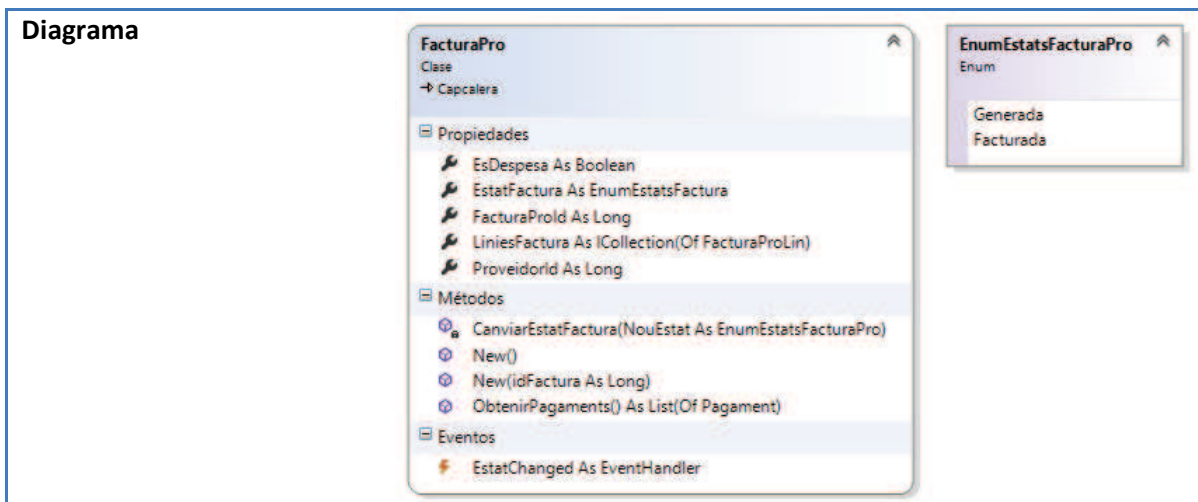 Diagrama
FacturaPro
Clase
Capcalera
Propiedades
EsDespesa As Boolean
EstatFactura As EnumEstatsFactura
FacturaProId As Long
LiniesFactura As ICollection(Of FacturaProLin)
ProveidorId As Long
Métodos
CanviarEstatFactura(NouEstat As EnumEstatsFacturaPro)
New()
New(idFactura As Long)
ObtenirPagaments() As List(Of Pagament)
Eventos
EstatChanged As EventHandler
EnumEstatsFacturaPro
Enum
Generada
Facturada